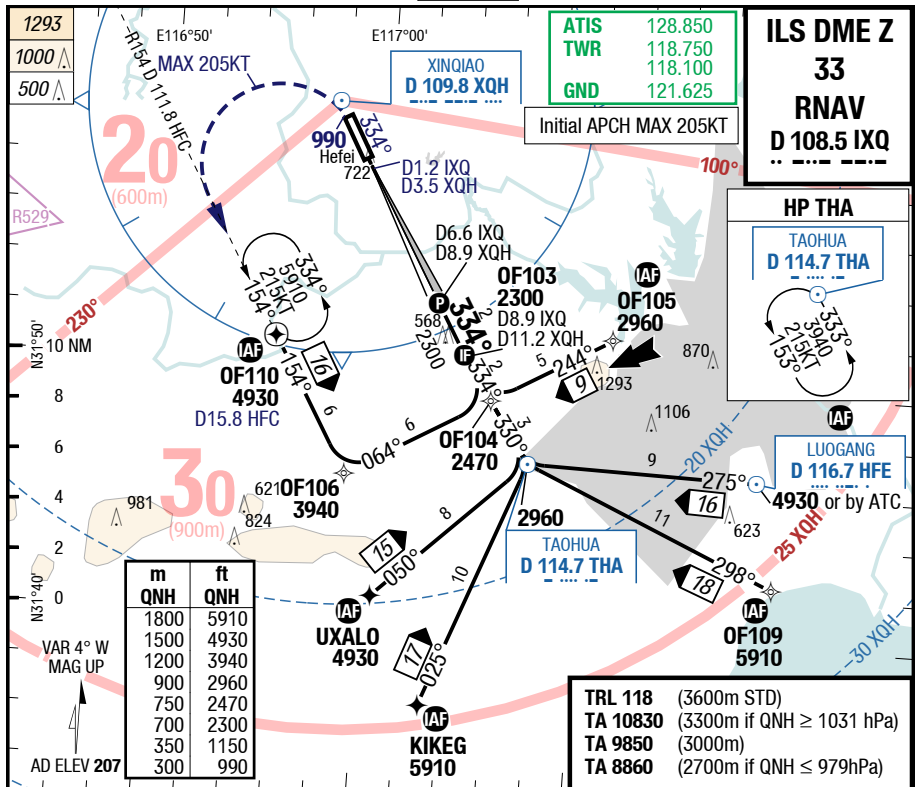 1293
1000
500
E116°50'
E117°00'
R154 D 111.8 HFC
MAX 205KT
XINQIAO
D 109.8 XQH
ATIS 128.850
TWR 118.750
118.100
GND 121.625
Initial APCH MAX 205KT
ILS DME Z
33
RNAV
D 108.5 IXQ
20
(600m)
990
Hefei
722
334°
D1.2 IXQ
D3.5 XQH
100°
R529
HP THA
TAOHUA
D 114.7 THA
333°
3940
215KT
153°
230°
334°
5910
215KT
154°
D6.6 IXQ
D8.9 XQH
P
OF103
2300
D8.9 IXQ
D11.2 XQH
334°
2
568
2300
IF
IAF
OF105
2960
N31°50'
10 NM
IAF
OF110
4930
D15.8 HFC
154°
16
6
2
334°
5
244°
9
1293
870
OF104
2470
3
330°
1106
20 XQH
IAF
LUOGANG
D 116.7 HFE
4930 or by ATC
8
6
4
2
0
N31°40'
6
064°
OF106
3940
30
(900m)
981
621
824
9
275°
16
623
25 XQH
2960
TAOHUA
D 114.7 THA
8
15
050°
10
11
298°
18
IAF
OF109
5910
30 XQH
IAF
UXALO
4930
17
025°
IAF
KIKEG
5910
m ft
QNH QNH
1800 5910
1500 4930
1200 3940
900 2960
750 2470
700 2300
350 1150
300 990
VAR 4° W
MAG UP
AD ELEV 207
TRL 118 (3600m STD)
TA 10830 (3300m if QNH ≥ 1031 hPa)
TA 9850 (3000m)
TA 8860 (2700m if QNH ≤ 979hPa)